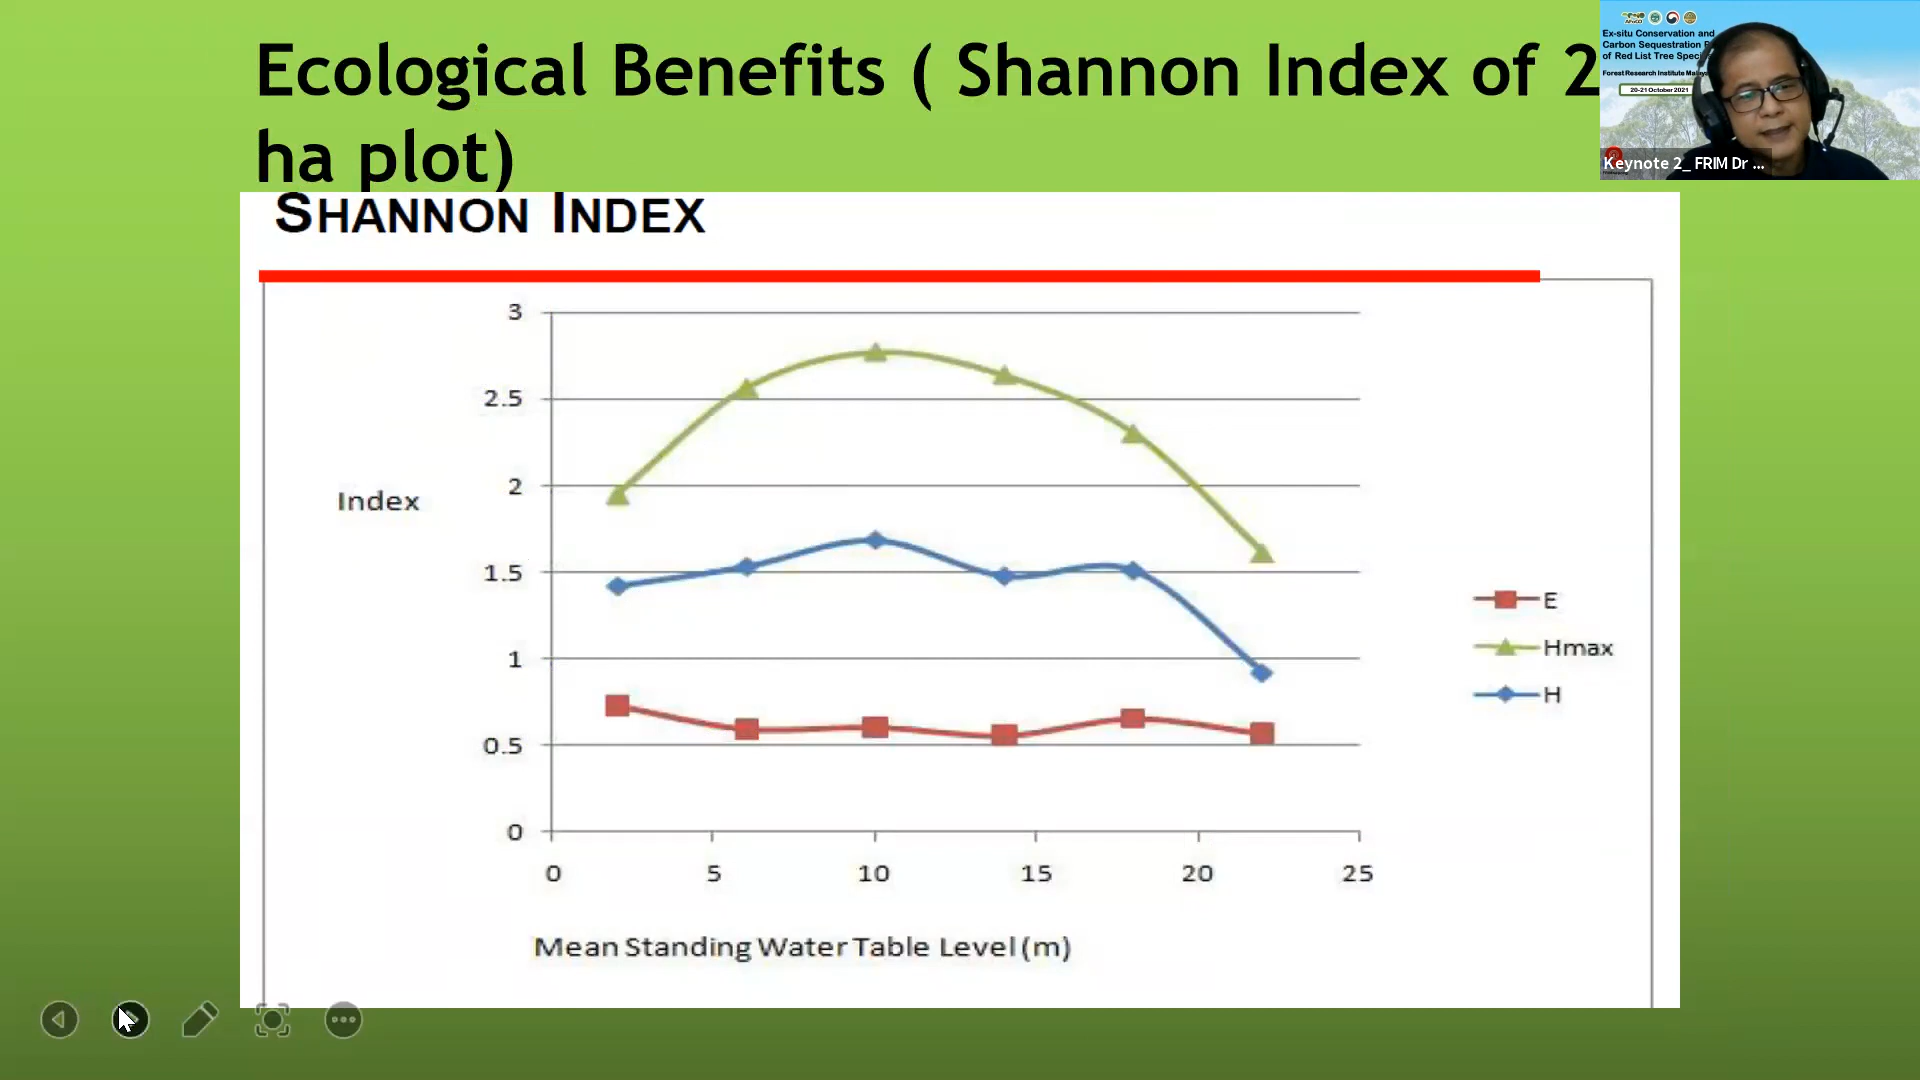 Ecological Benefits ( Shannon Index of 2
ha plot)
SHANNON INDEX
3
2.5
2
1.5
1
0.5
0
Index
0 5 10 15 20 25
Mean Standing Water Table Level (m)
E
Hmax
H
Ex-situ Conservation and
Carbon Sequestration
of Red List Tree
Forest Research Institute
20-21 October 2021
Keynote 2_ FRIM Dr ...